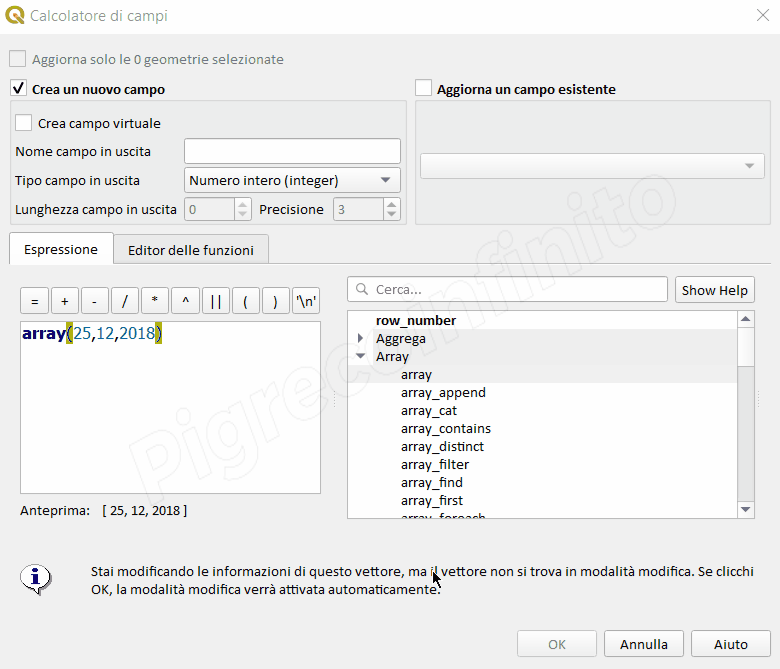 Calcolatore di campi
Aggiorna solo le 0 geometrie selezionate
Crea un nuovo campo
Aggiorna un campo esistente
Crea campo virtuale
Nome campo in uscita
Tipo campo in uscita Numero intero (integer)
Lunghezza campo in uscita 0 Precisione 3
Espressione Editor delle funzioni
= + - / * ^ || ( ) '\n'
Cerca... Show Help
array(25,12,2018)
row_number
Aggrega
Array
array
array_append
array_cat
array_contains
array_distinct
array_filter
array_find
array_first
array_foreach
Anteprima: [ 25, 12, 2018 ]
Stai modificando le informazioni di questo vettore, ma il vettore non si trova in modalità modifica. Se clicchi
OK, la modalità modifica verrà attivata automaticamente.
OK Annulla Aiuto
Pigrecoinfinito